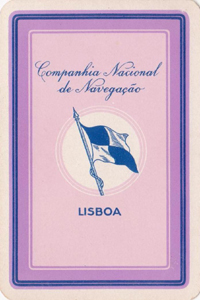 Companhia Nacional
de Navegação
LISBOA